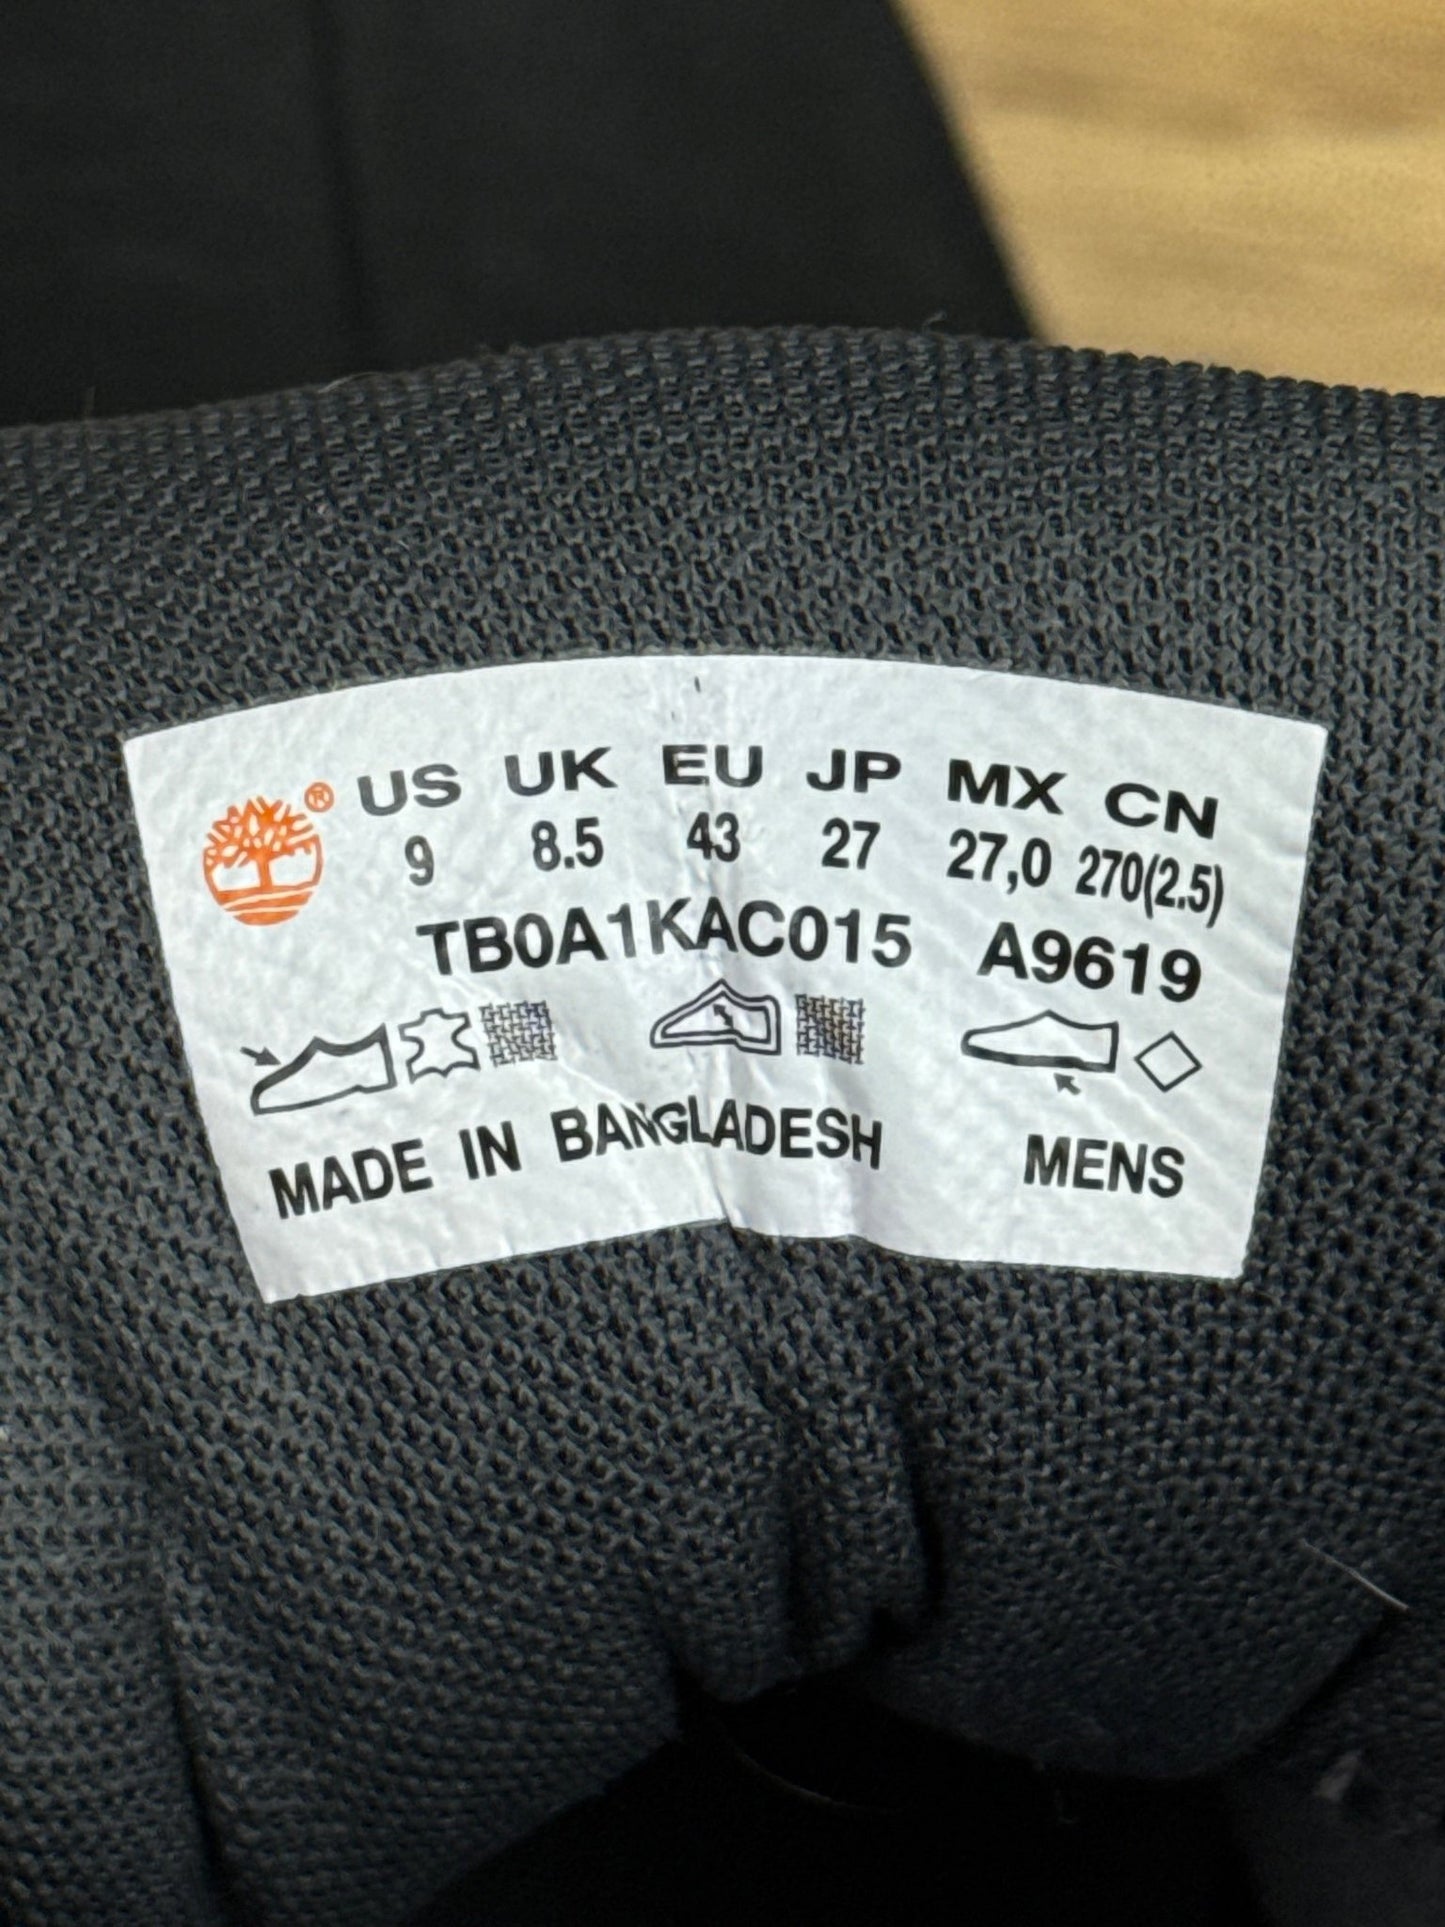 ® US UK EU JP MX CN
9 8.5 43 27 27,0 270(2.5)
TB0A1KAC015 A9619
MADE IN BANGLADESH MENS